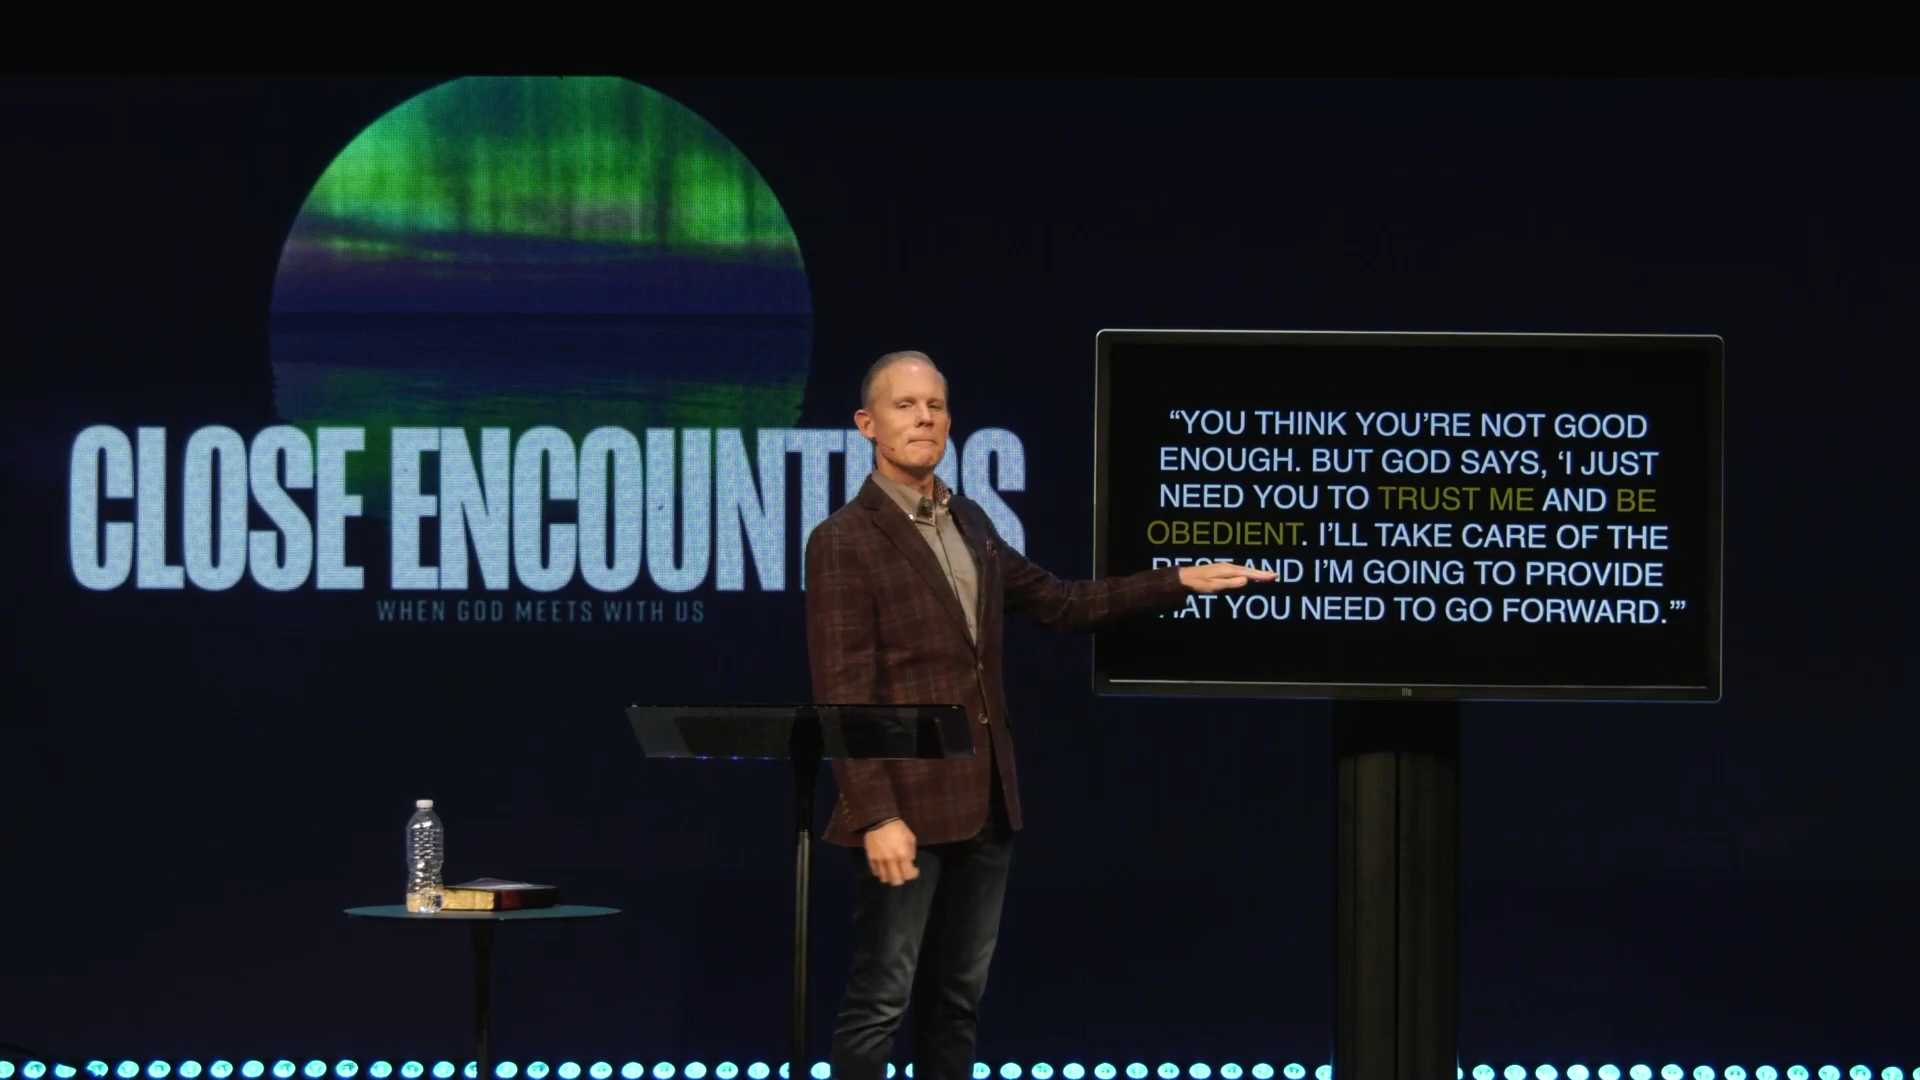 CLOSE ENCOUNT S
WHEN GOD MEETS WITH US
“YOU THINK YOU’RE NOT GOOD
ENOUGH. BUT GOD SAYS, ‘I JUST
NEED YOU TO TRUST ME AND BE
OBEDIENT. I’LL TAKE CARE OF THE
REST AND I’M GOING TO PROVIDE
YOU NEED TO GO FORWARD.’”
elo